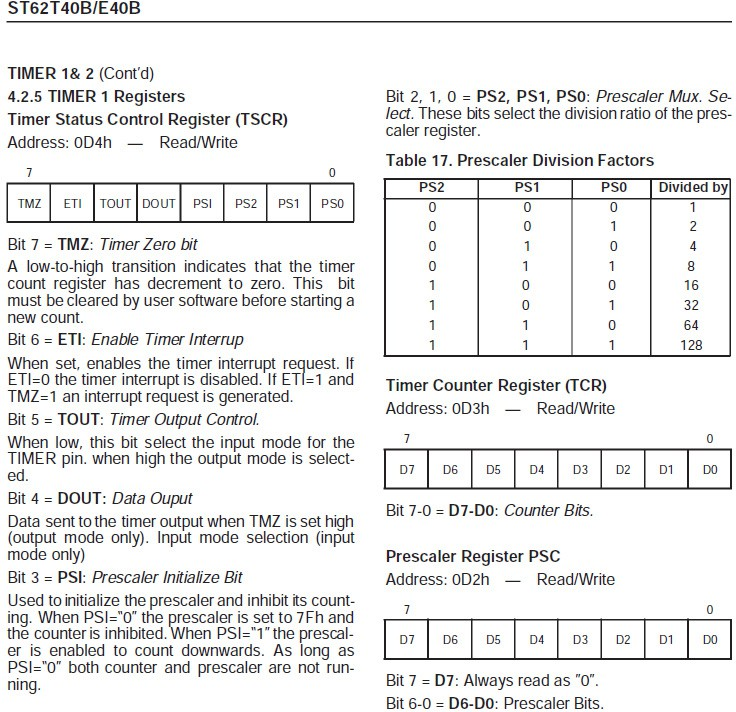 ST62T40B/E40B
TIMER 1& 2 (Cont'd)
4.2.5 TIMER 1 Registers
Timer Status Control Register (TSCR)
Address: 0D4h — Read/Write
7 0
TMZ ETI TOUT DOUT PSI PS2 PS1 PS0
Bit 7 = TMZ: Timer Zero bit
A low-to-high transition indicates that the timer
count register has decrement to zero. This bit
must be cleared by user software before starting a
new count.
Bit 6 = ETI: Enable Timer Interrup
When set, enables the timer interrupt request. If
ETI=0 the timer interrupt is disabled. If ETI=1 and
TMZ=1 an interrupt request is generated.
Bit 5 = TOUT: Timer Output Control.
When low, this bit select the input mode for the
TIMER pin. when high the output mode is select-
ed.
Bit 4 = DOUT: Data Ouput
Data sent to the timer output when TMZ is set high
(output mode only). Input mode selection (input
mode only)
Bit 3 = PSI: Prescaler Initialize Bit
Used to initialize the prescaler and inhibit its count-
ing. When PSI="0" the prescaler is set to 7Fh and
the counter is inhibited. When PSI="1" the prescal-
er is enabled to count downwards. As long as
PSI="0" both counter and prescaler are not run-
ning.
Bit 2, 1, 0 = PS2, PS1, PS0: Prescaler Mux. Se-
lect. These bits select the division ratio of the pres-
caler register.
Table 17. Prescaler Division Factors
PS2 PS1 PS0 Divided by
0 0 0 1
0 0 1 2
0 1 0 4
0 1 1 8
1 0 0 16
1 0 1 32
1 1 0 64
1 1 1 128
Timer Counter Register (TCR)
Address: 0D3h — Read/Write
7 0
D7 D6 D5 D4 D3 D2 D1 D0
Bit 7-0 = D7-D0: Counter Bits.
Prescaler Register PSC
Address: 0D2h — Read/Write
7 0
D7 D6 D5 D4 D3 D2 D1 D0
Bit 7 = D7: Always read as "0".
Bit 6-0 = D6-D0: Prescaler Bits.